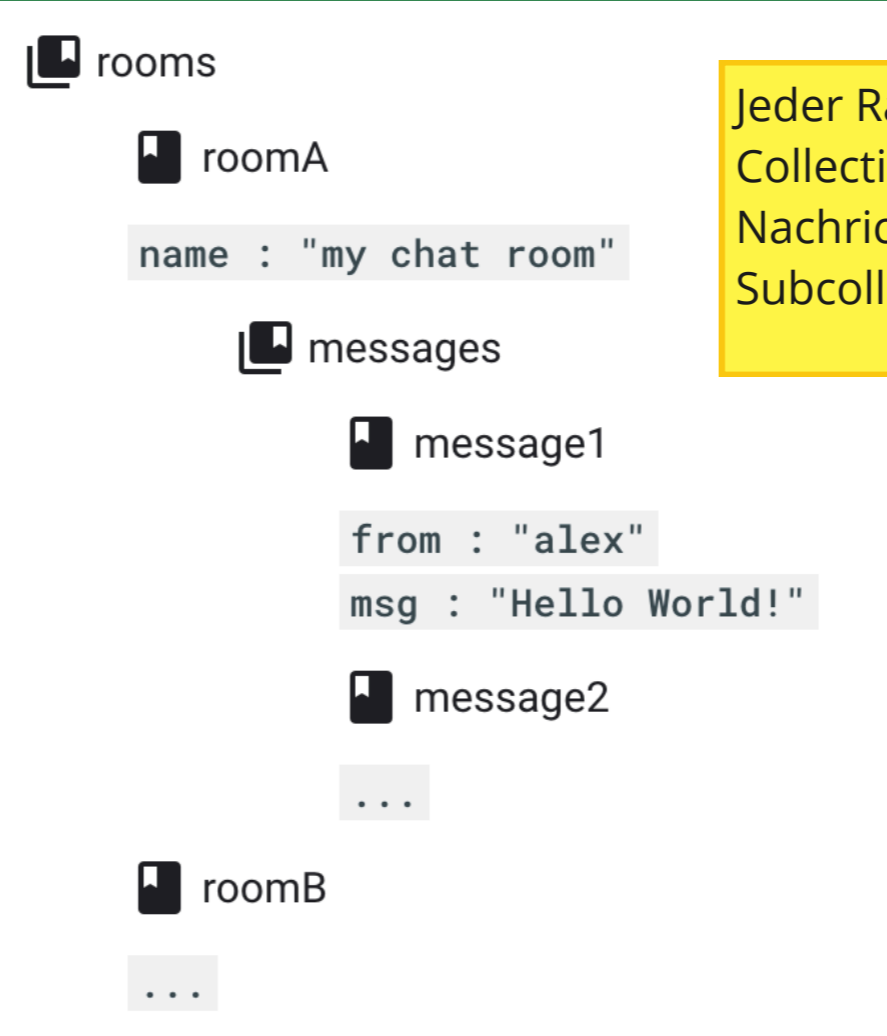 rooms
roomA
name : "my chat room"
messages
message1
from : "alex"
msg : "Hello World!"
message2
...
roomB
...
Jeder